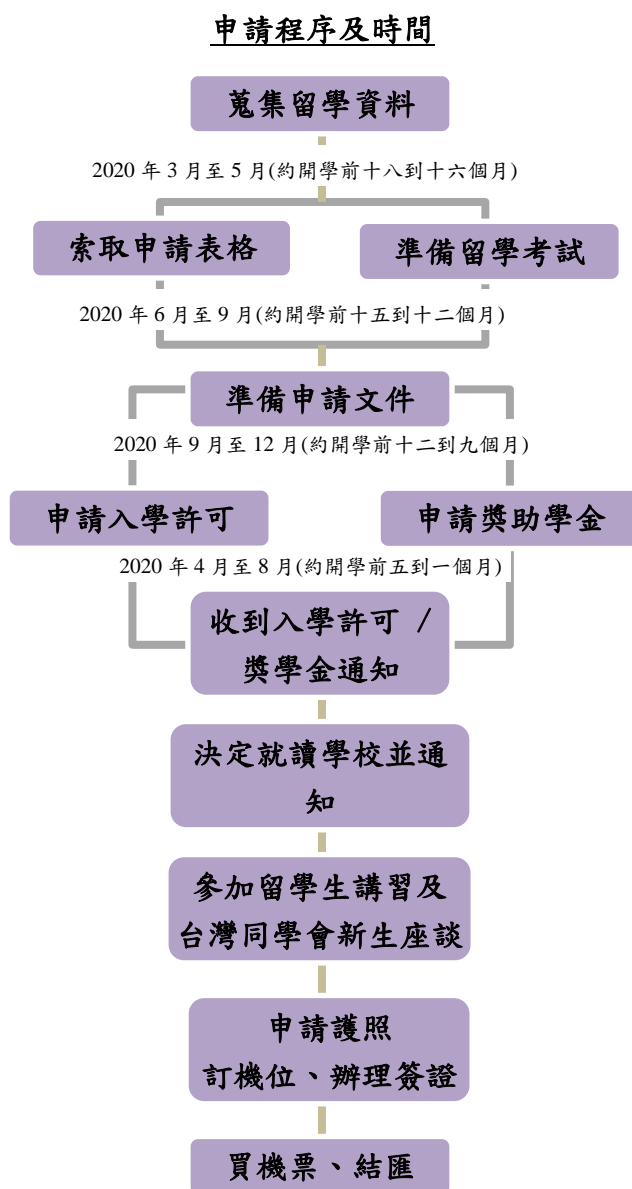 申請程序及時間
蒐集留學資料
2020 年 3 月至 5 月(約開學前十八到十六個月)
索取申請表格
準備留學考試
2020 年 6 月至 9 月(約開學前十五到十二個月)
準備申請文件
2020 年 9 月至 12 月(約開學前十二到九個月)
申請入學許可
申請獎助學金
2020 年 4 月至 8 月(約開學前五到一個月)
收到入學許可 /
獎學金通知
決定就讀學校並通
知
參加留學生講習及
台灣同學會新生座談
申請護照
訂機位、辦理簽證
買機票、結匯